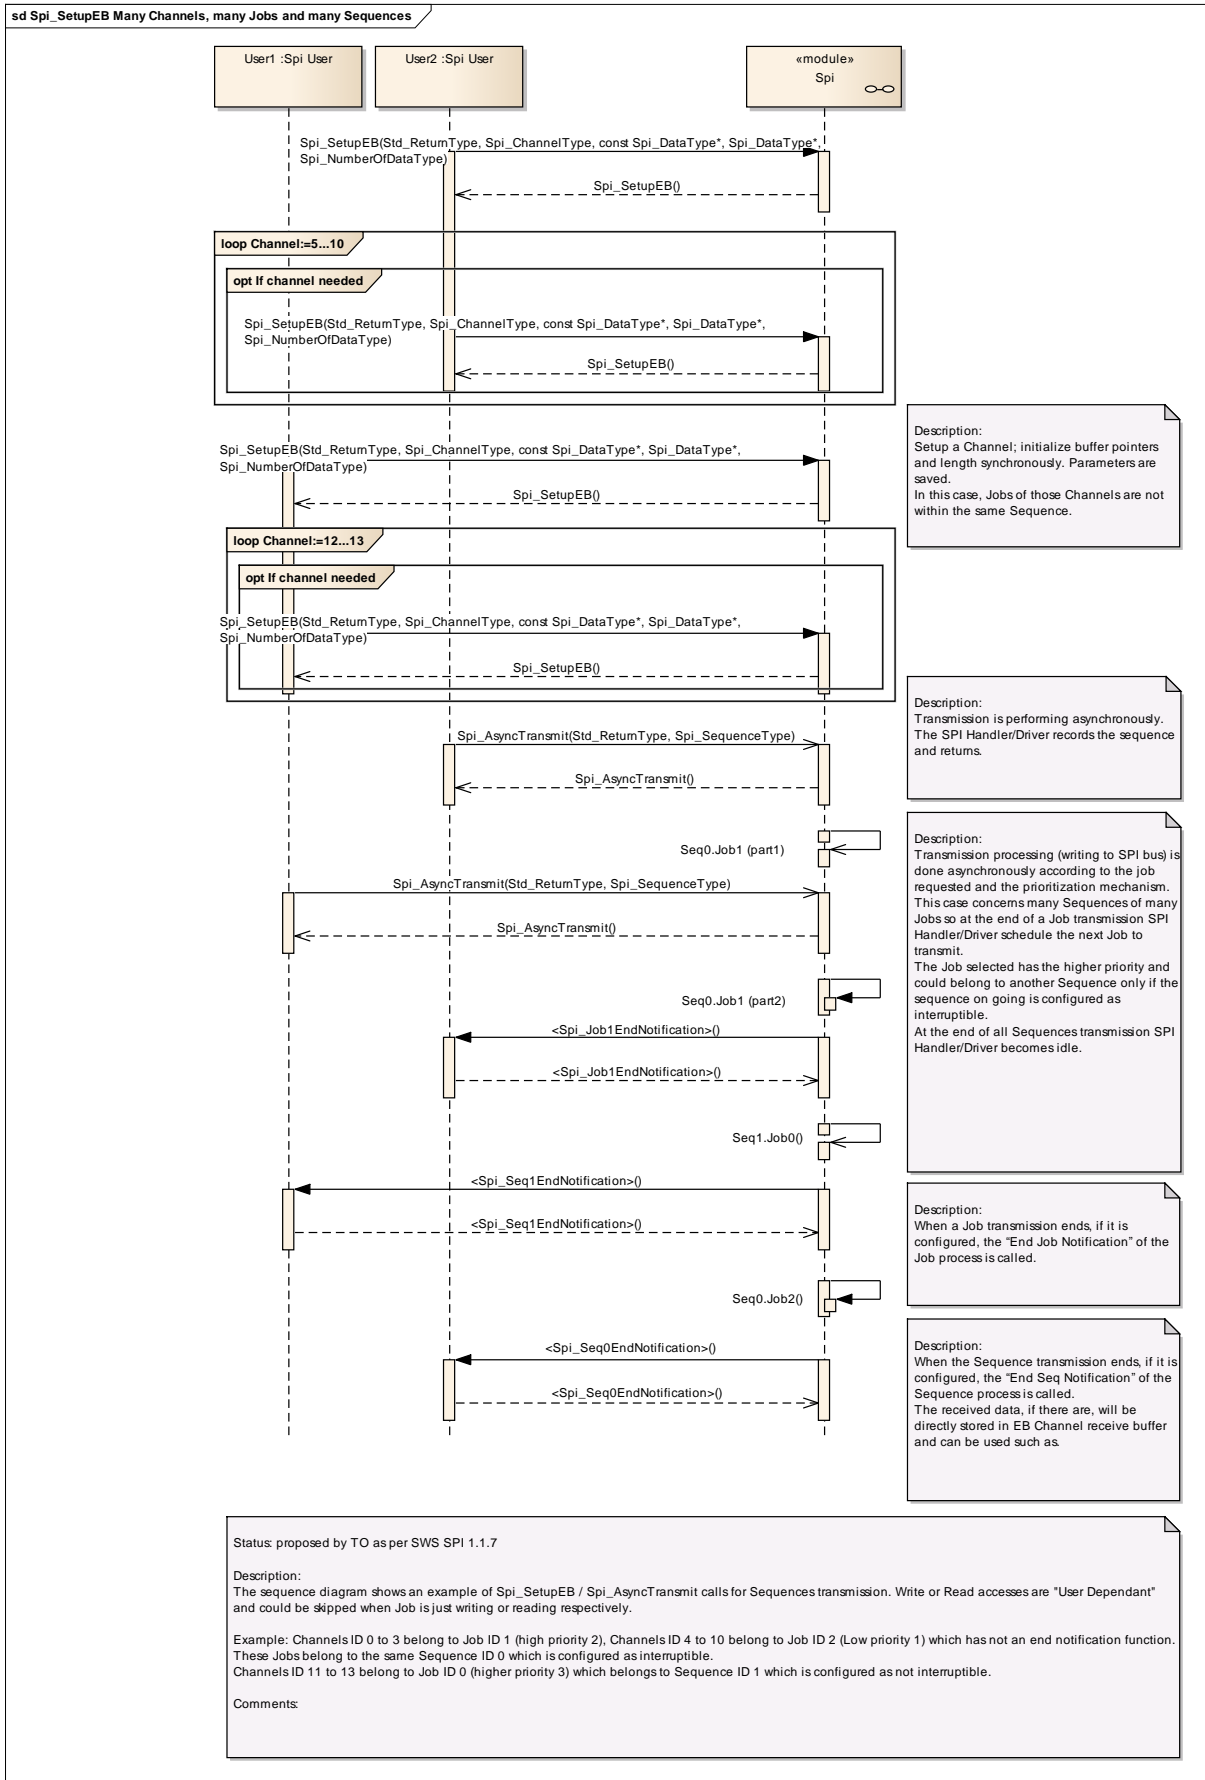 sd Spi_SetupEB Many Channels, many Jobs and many Sequences
User1 :Spi User
User2 :Spi User
«module»
Spi
Spi_SetupEB(Std_ReturnType, Spi_ChannelType, const Spi_DataType*, Spi_DataType*,
Spi_NumberOfDataType)
Spi_SetupEB()
loop Channel:=5...10
opt If channel needed
Spi_SetupEB(Std_ReturnType, Spi_ChannelType, const Spi_DataType*, Spi_DataType*,
Spi_NumberOfDataType)
Spi_SetupEB()
Description:
Setup a Channel; initialize buffer pointers
and length synchronously. Parameters are
saved.
In this case, Jobs of those Channels are not
within the same Sequence.
Spi_SetupEB(Std_ReturnType, Spi_ChannelType, const Spi_DataType*, Spi_DataType*,
Spi_NumberOfDataType)
Spi_SetupEB()
loop Channel:=12...13
opt If channel needed
Spi_SetupEB(Std_ReturnType, Spi_ChannelType, const Spi_DataType*, Spi_DataType*,
Spi_NumberOfDataType)
Spi_SetupEB()
Description:
Transmission is performing asynchronously.
The SPI Handler/Driver records the sequence
and returns.
Spi_AsyncTransmit(Std_ReturnType, Spi_SequenceType)
Spi_AsyncTransmit()
Seq0.Job1 (part1)
Description:
Transmission processing (writing to SPI bus) is
done asynchronously according to the job
requested and the prioritization mechanism.
This case concerns many Sequences of many
Jobs so at the end of a Job transmission SPI
Handler/Driver schedule the next Job to
transmit.
The Job selected has the higher priority and
could belong to another Sequence only if the
sequence on going is configured as
interruptible.
At the end of all Sequences transmission SPI
Handler/Driver becomes idle.
Spi_AsyncTransmit(Std_ReturnType, Spi_SequenceType)
Spi_AsyncTransmit()
Seq0.Job1 (part2)
<Spi_Job1EndNotification>()
<Spi_Job1EndNotification>()
Seq1.Job0()
<Spi_Seq1EndNotification>()
<Spi_Seq1EndNotification>()
Description:
When a Job transmission ends, if it is
configured, the “End Job Notification” of the
Job process is called.
Seq0.Job2()
<Spi_Seq0EndNotification>()
<Spi_Seq0EndNotification>()
Description:
When the Sequence transmission ends, if it is
configured, the “End Seq Notification” of the
Sequence process is called.
The received data, if there are, will be
directly stored in EB Channel receive buffer
and can be used such as.
Status: proposed by TO as per SWS SPI 1.1.7
Description:
The sequence diagram shows an example of Spi_SetupEB / Spi_AsyncTransmit calls for Sequences transmission. Write or Read accesses are "User Dependant"
and could be skipped when Job is just writing or reading respectively.
Example: Channels ID 0 to 3 belong to Job ID 1 (high priority 2), Channels ID 4 to 10 belong to Job ID 2 (Low priority 1) which has not an end notification function.
These Jobs belong to the same Sequence ID 0 which is configured as interruptible.
Channels ID 11 to 13 belong to Job ID 0 (higher priority 3) which belongs to Sequence ID 1 which is configured as not interruptible.
Comments: